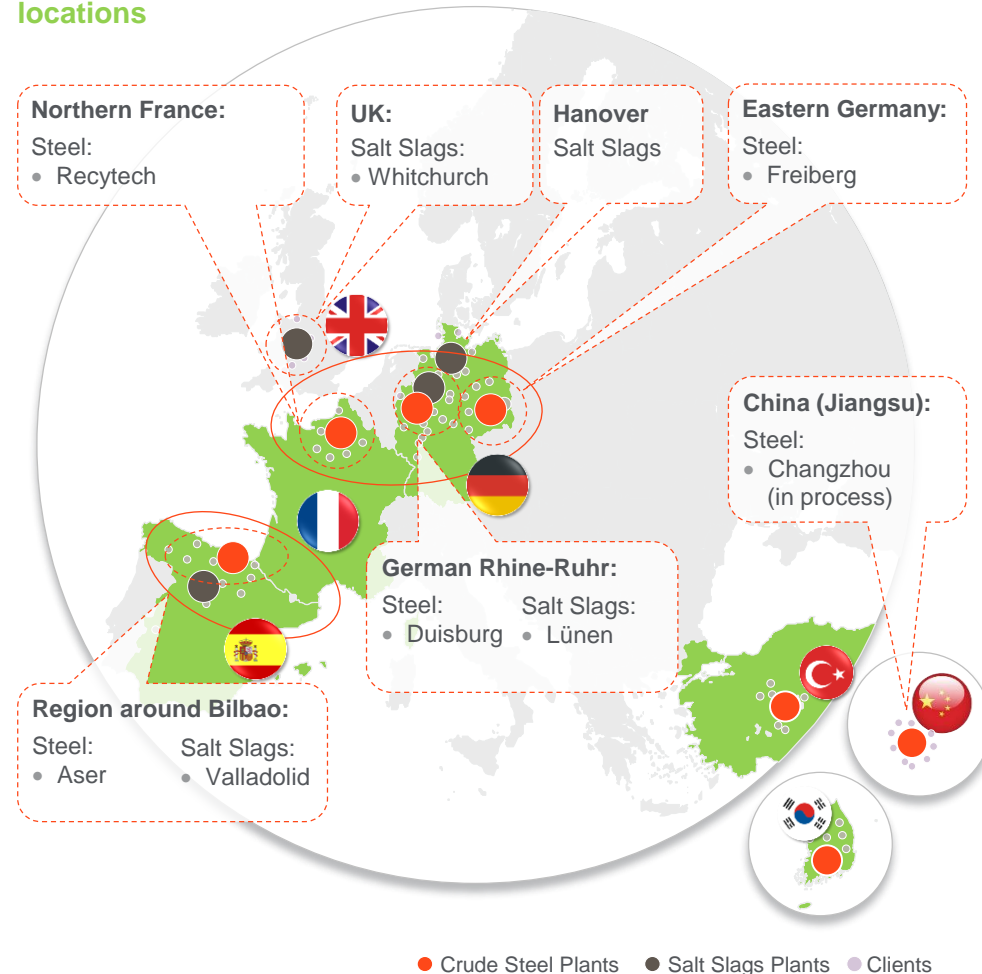 locations
Northern France:
Steel:
• Recytech
UK:
Salt Slags:
• Whitchurch
Hanover
Salt Slags
Eastern Germany:
Steel:
• Freiberg
China (Jiangsu):
Steel:
• Changzhou
(in process)
German Rhine-Ruhr:
Steel:
• Duisburg
Salt Slags:
• Lünen
Region around Bilbao:
Steel:
• Aser
Salt Slags:
• Valladolid
Crude Steel Plants
Salt Slags Plants
Clients